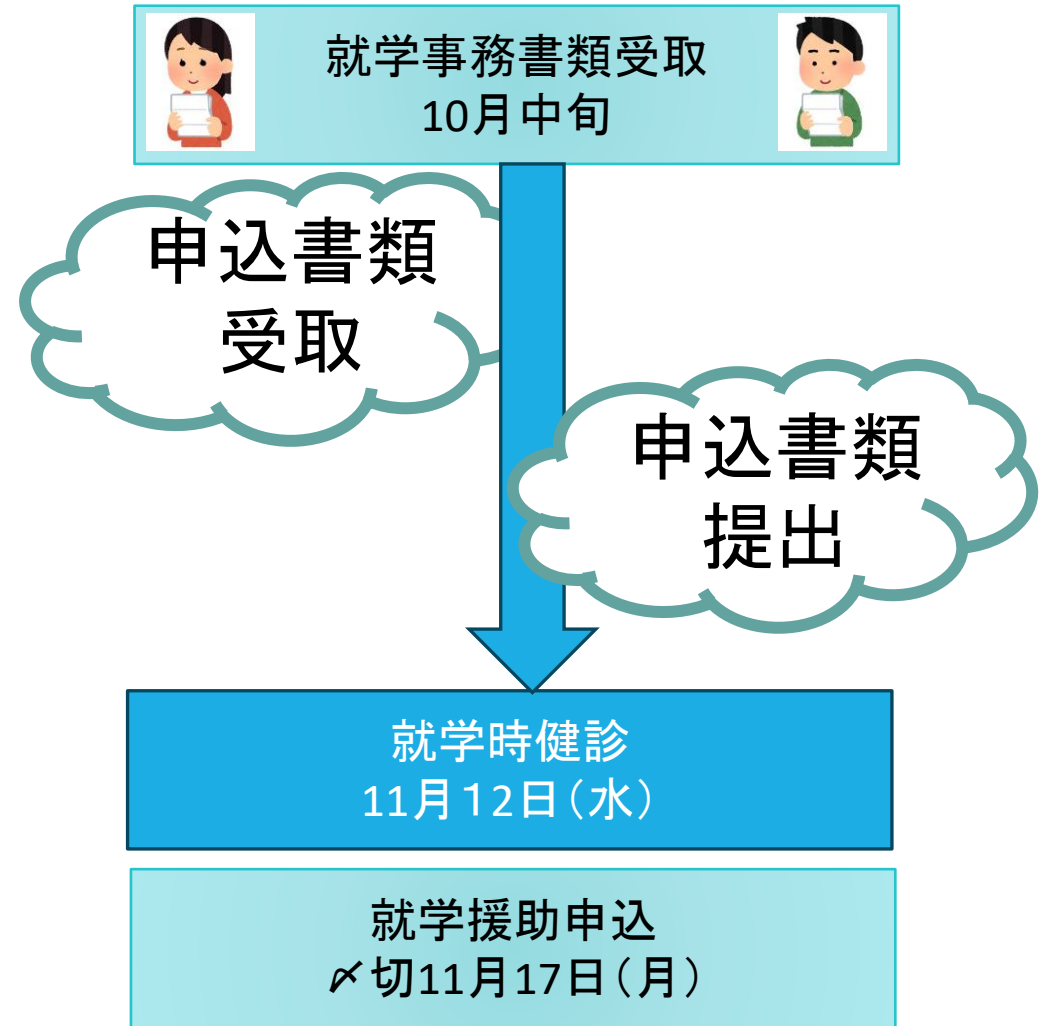 就学事務書類受取
10月中旬
申込書類
受取
申込書類
提出
就学時健診
11月１2日（水）
就学援助申込
〆切11月17日（月）